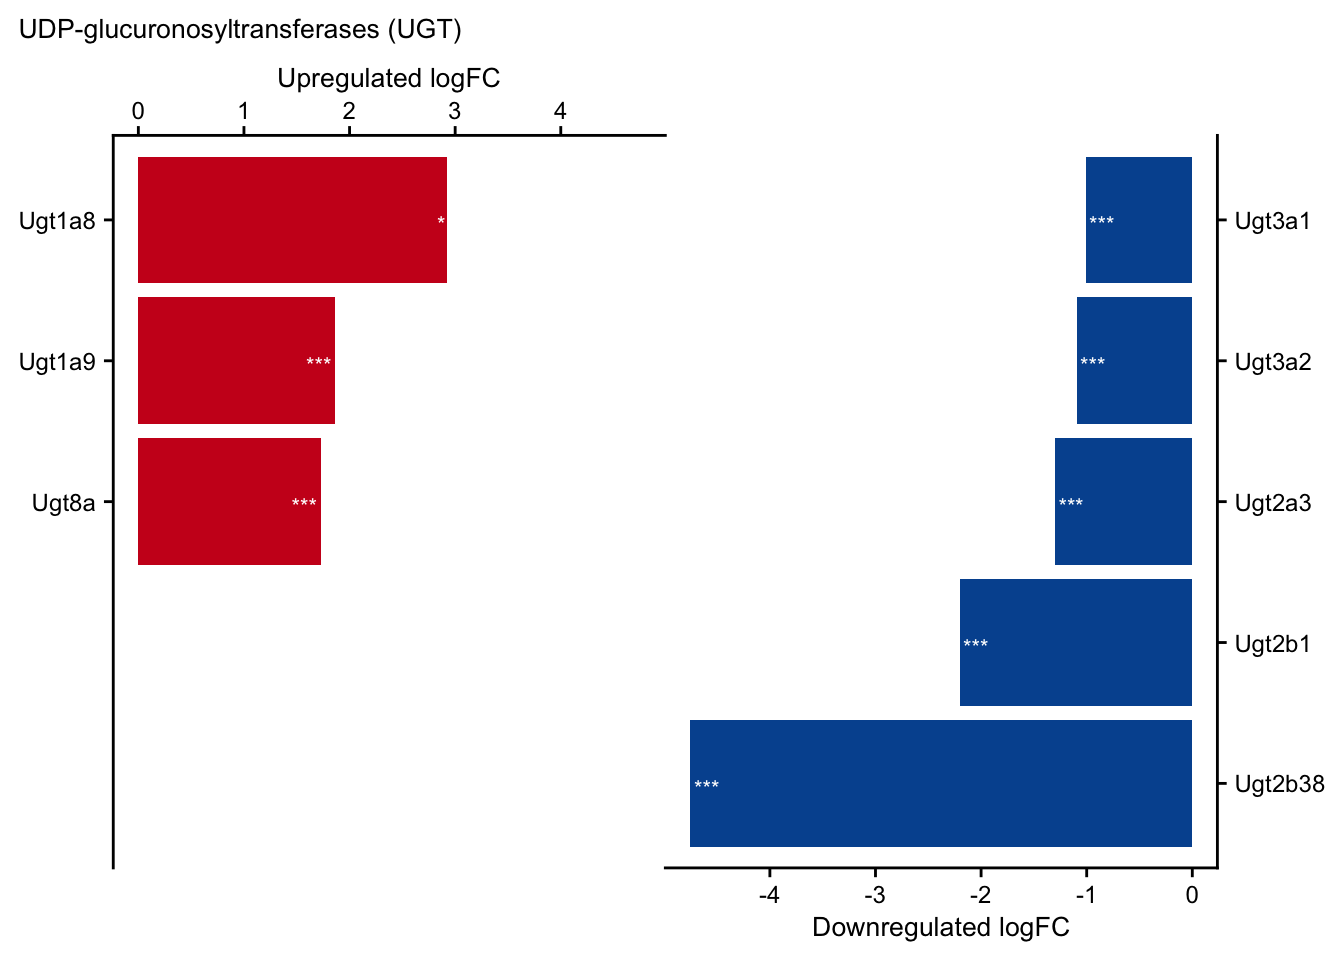 UDP-glucuronosyltransferases (UGT)
Upregulated logFC
0 1 2 3 4
Ugt1a8 *
Ugt1a9 ***
Ugt8a ***
*** Ugt3a1
*** Ugt3a2
*** Ugt2a3
*** Ugt2b1
*** Ugt2b38
-4 -3 -2 -1 0
Downregulated logFC